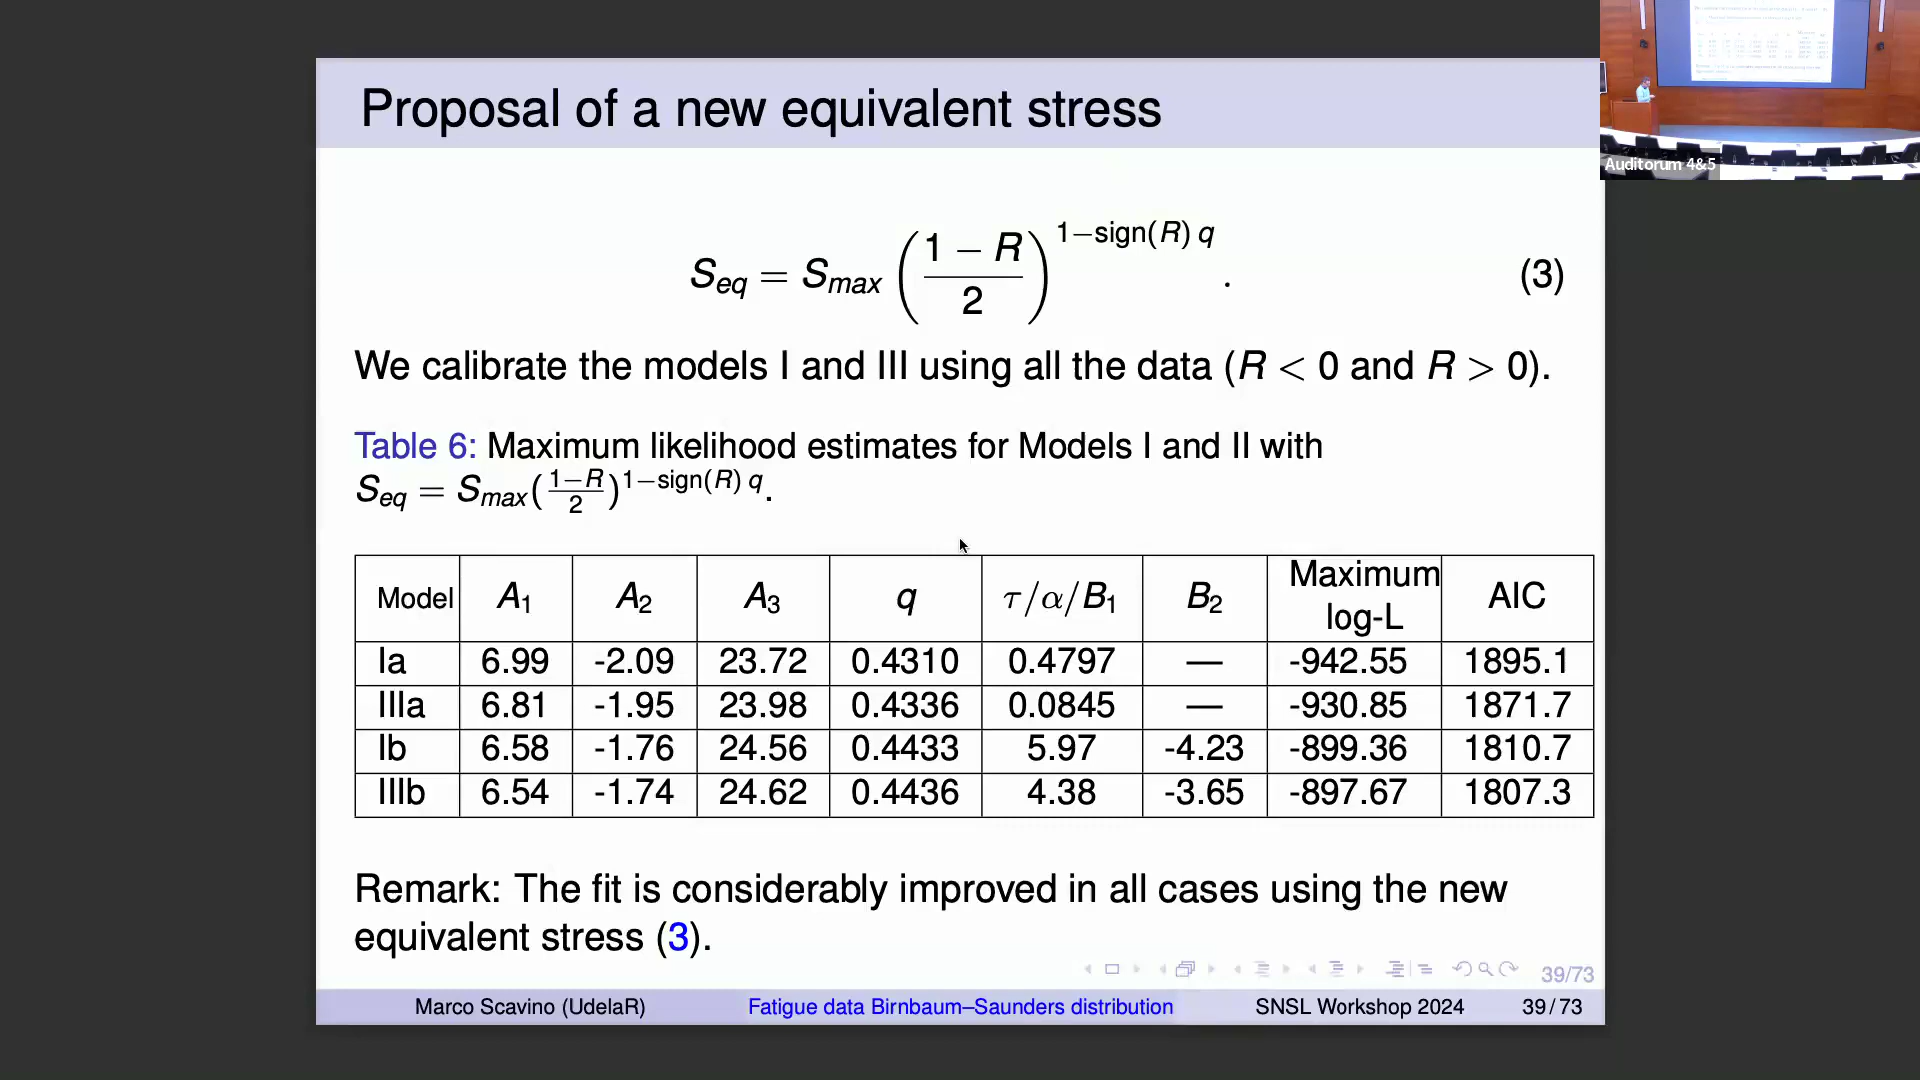 Proposal of a new equivalent stress
S_eq = S_max ((1 − R)/2)^(1−sign(R) q) . (3)
We calibrate the models I and III using all the data (R < 0 and R > 0).
Table 6: Maximum likelihood estimates for Models I and II with
S_eq = S_max((1−R)/2)^(1−sign(R) q).
Model A₁ A₂ A₃ q τ/α/B₁ B₂ Maximum log-L AIC
Ia 6.99 -2.09 23.72 0.4310 0.4797 — -942.55 1895.1
IIIa 6.81 -1.95 23.98 0.4336 0.0845 — -930.85 1871.7
Ib 6.58 -1.76 24.56 0.4433 5.97 -4.23 -899.36 1810.7
IIIb 6.54 -1.74 24.62 0.4436 4.38 -3.65 -897.67 1807.3
Remark: The fit is considerably improved in all cases using the new
equivalent stress (3).
39/73
Marco Scavino (UdelaR) Fatigue data Birnbaum–Saunders distribution SNSL Workshop 2024 39 / 73
Auditorum 4&5